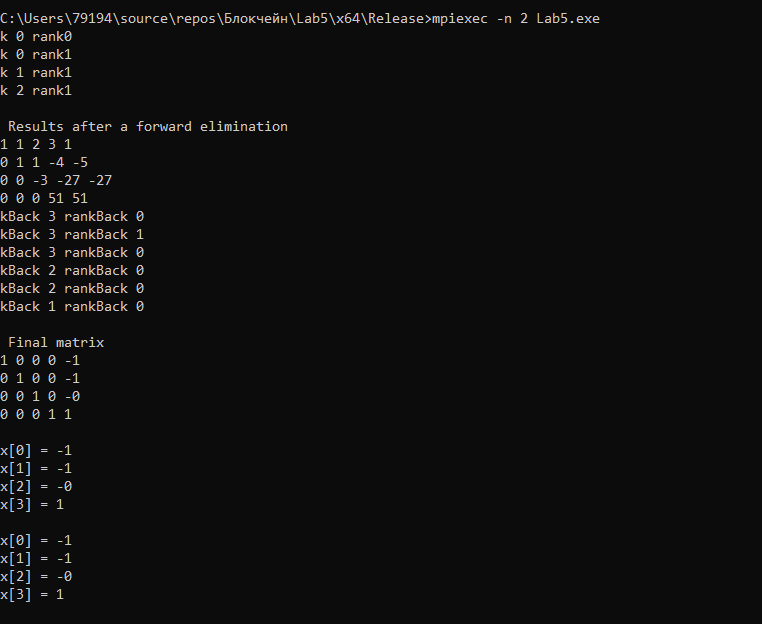 C:\Users\79194\source\repos\Блокчейн\Lab5\x64\Release>mpiexec -n 2 Lab5.exe
k 0 rank0
k 0 rank1
k 1 rank1
k 2 rank1
Results after a forward elimination
1 1 2 3 1
0 1 1 -4 -5
0 0 -3 -27 -27
0 0 0 51 51
kBack 3 rankBack 0
kBack 3 rankBack 1
kBack 3 rankBack 0
kBack 2 rankBack 0
kBack 2 rankBack 0
kBack 1 rankBack 0
Final matrix
1 0 0 0 -1
0 1 0 0 -1
0 0 1 0 -0
0 0 0 1 1
x[0] = -1
x[1] = -1
x[2] = -0
x[3] = 1
x[0] = -1
x[1] = -1
x[2] = -0
x[3] = 1